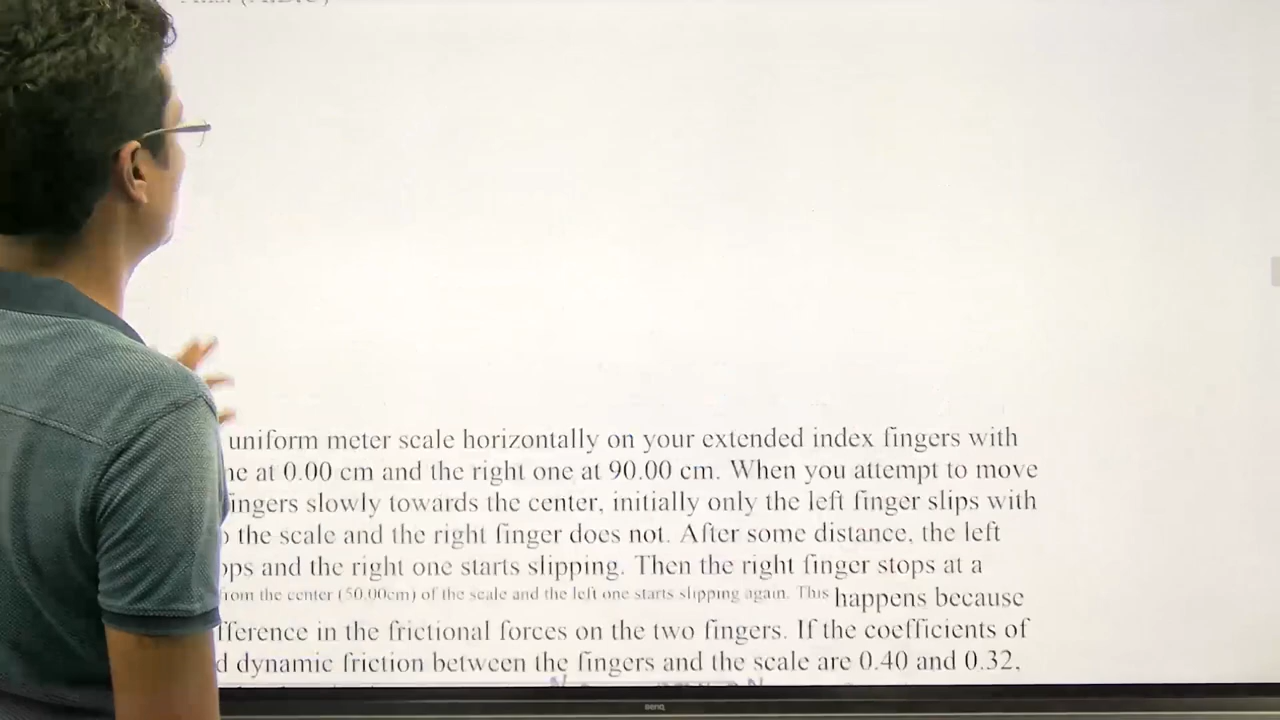 uniform meter scale horizontally on your extended index fingers with
at 0.00 cm and the right one at 90.00 cm. When you attempt to move
slowly towards the center, initially only the left finger slips with
the scale and the right finger does not. After some distance, the left
and the right one starts slipping. Then the right finger stops at a
the center (50.00cm) of the scale and the left one starts slipping again. This happens because
in the frictional forces on the two fingers. If the coefficients of
dynamic friction between the fingers and the scale are 0.40 and 0.32,
BenQ